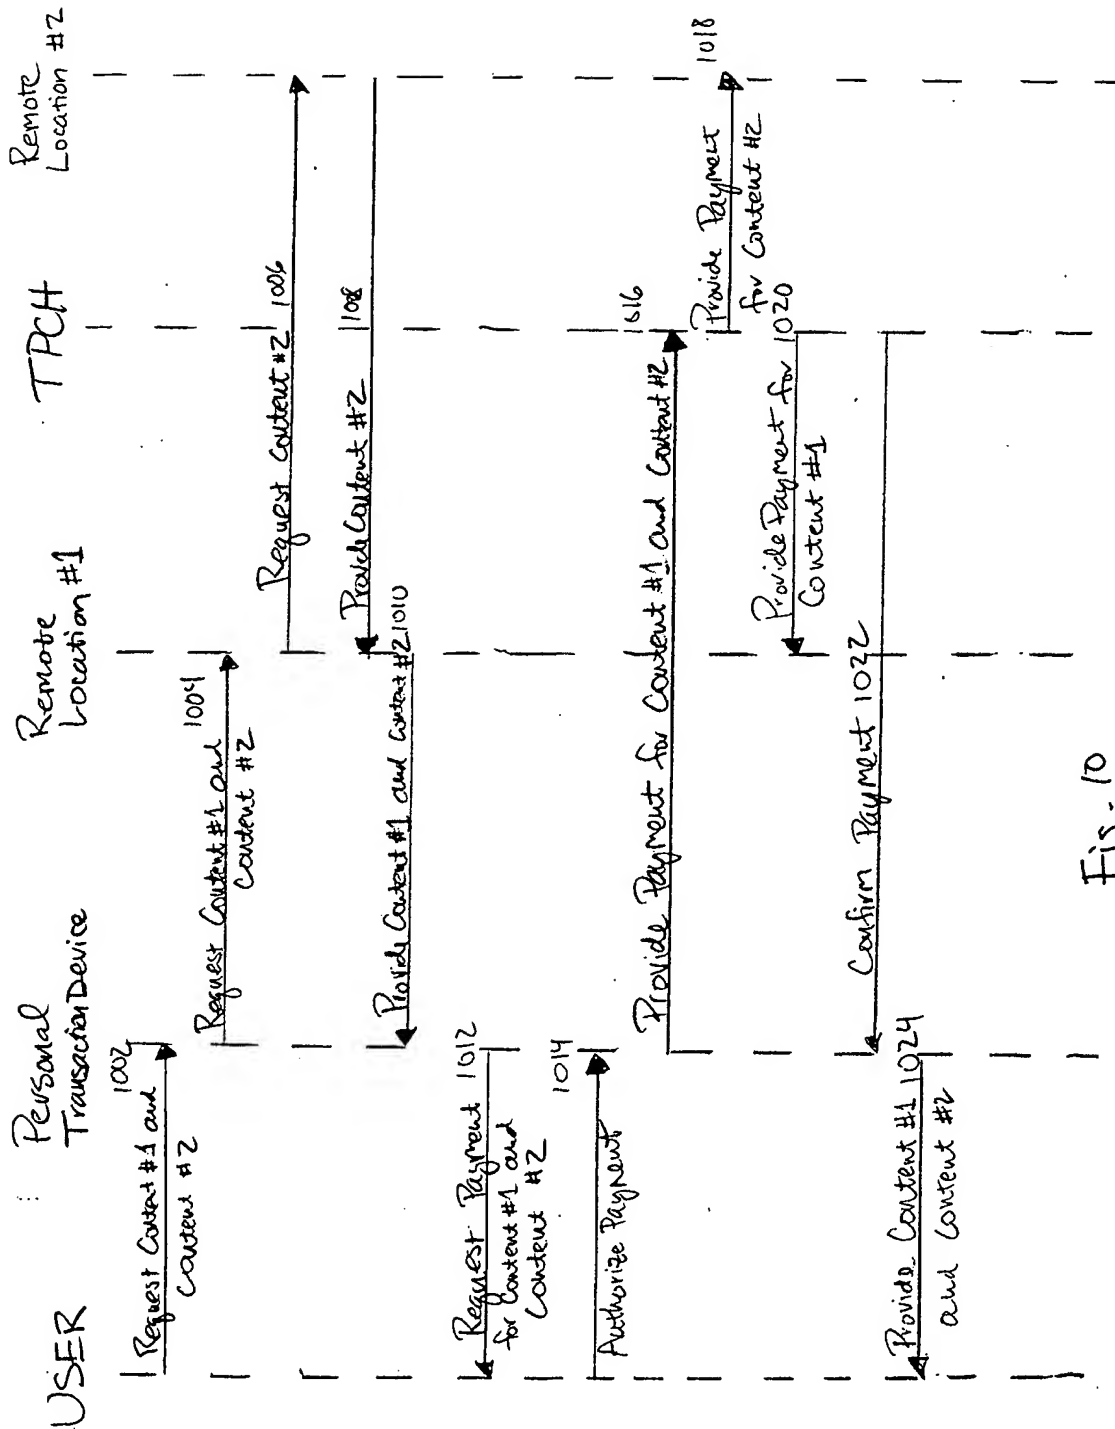 USER
Personal
Transaction Device
Remote
Location #1
TPCH
Remote
Location #2
1002
Request Content #1 and
Content #2
1004
Request Content #1 and
Content #2
Request Content #2 1006
1008
Provide Content #2
Provide Content #1 and Content #2 1010
1012
Request Payment
for Content #1 and
Content #2
1014
Authorize Payment
1016
Provide Payment for Content #1 and Content #2
1018
Provide Payment
for Content #2
Provide Payment for 1020
Content #1
Confirm Payment 1022
Provide Content #1 1024
and Content #2
Fig. 10